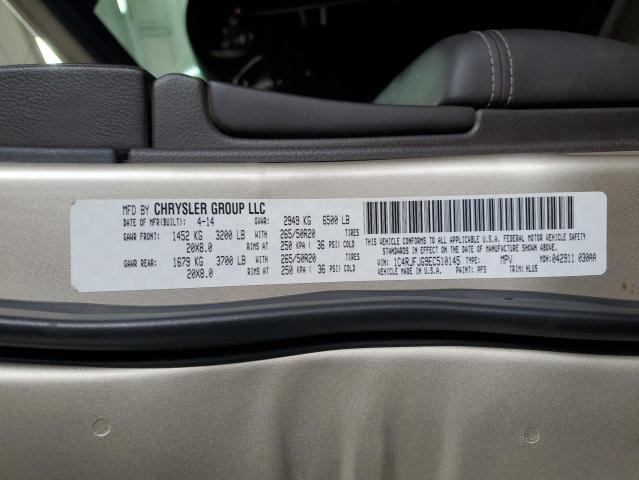 MFD BY CHRYSLER GROUP LLC
DATE OF MFR(BUILT): 4-14 GVWR: 2949 KG 6500 LB
GAWR FRONT: 1452 KG 3200 LB WITH 265/50R20 TIRES
20X8.0 RIMS AT 250 KPA ( 36 PSI) COLD
GAWR REAR: 1679 KG 3700 LB WITH 265/50R20 TIRES
20X8.0 RIMS AT 250 KPA ( 36 PSI) COLD
THIS VEHICLE CONFORMS TO ALL APPLICABLE U.S.A. FEDERAL MOTOR VEHICLE SAFETY
STANDARDS IN EFFECT ON THE DATE OF MANUFACTURE SHOWN ABOVE.
VIN: 1C4RJFJG9EC510145 TYPE: MPV MDH:042911 030AA
VEHICLE MADE IN U.S.A. PAINT: PFS TRIM: HLU5